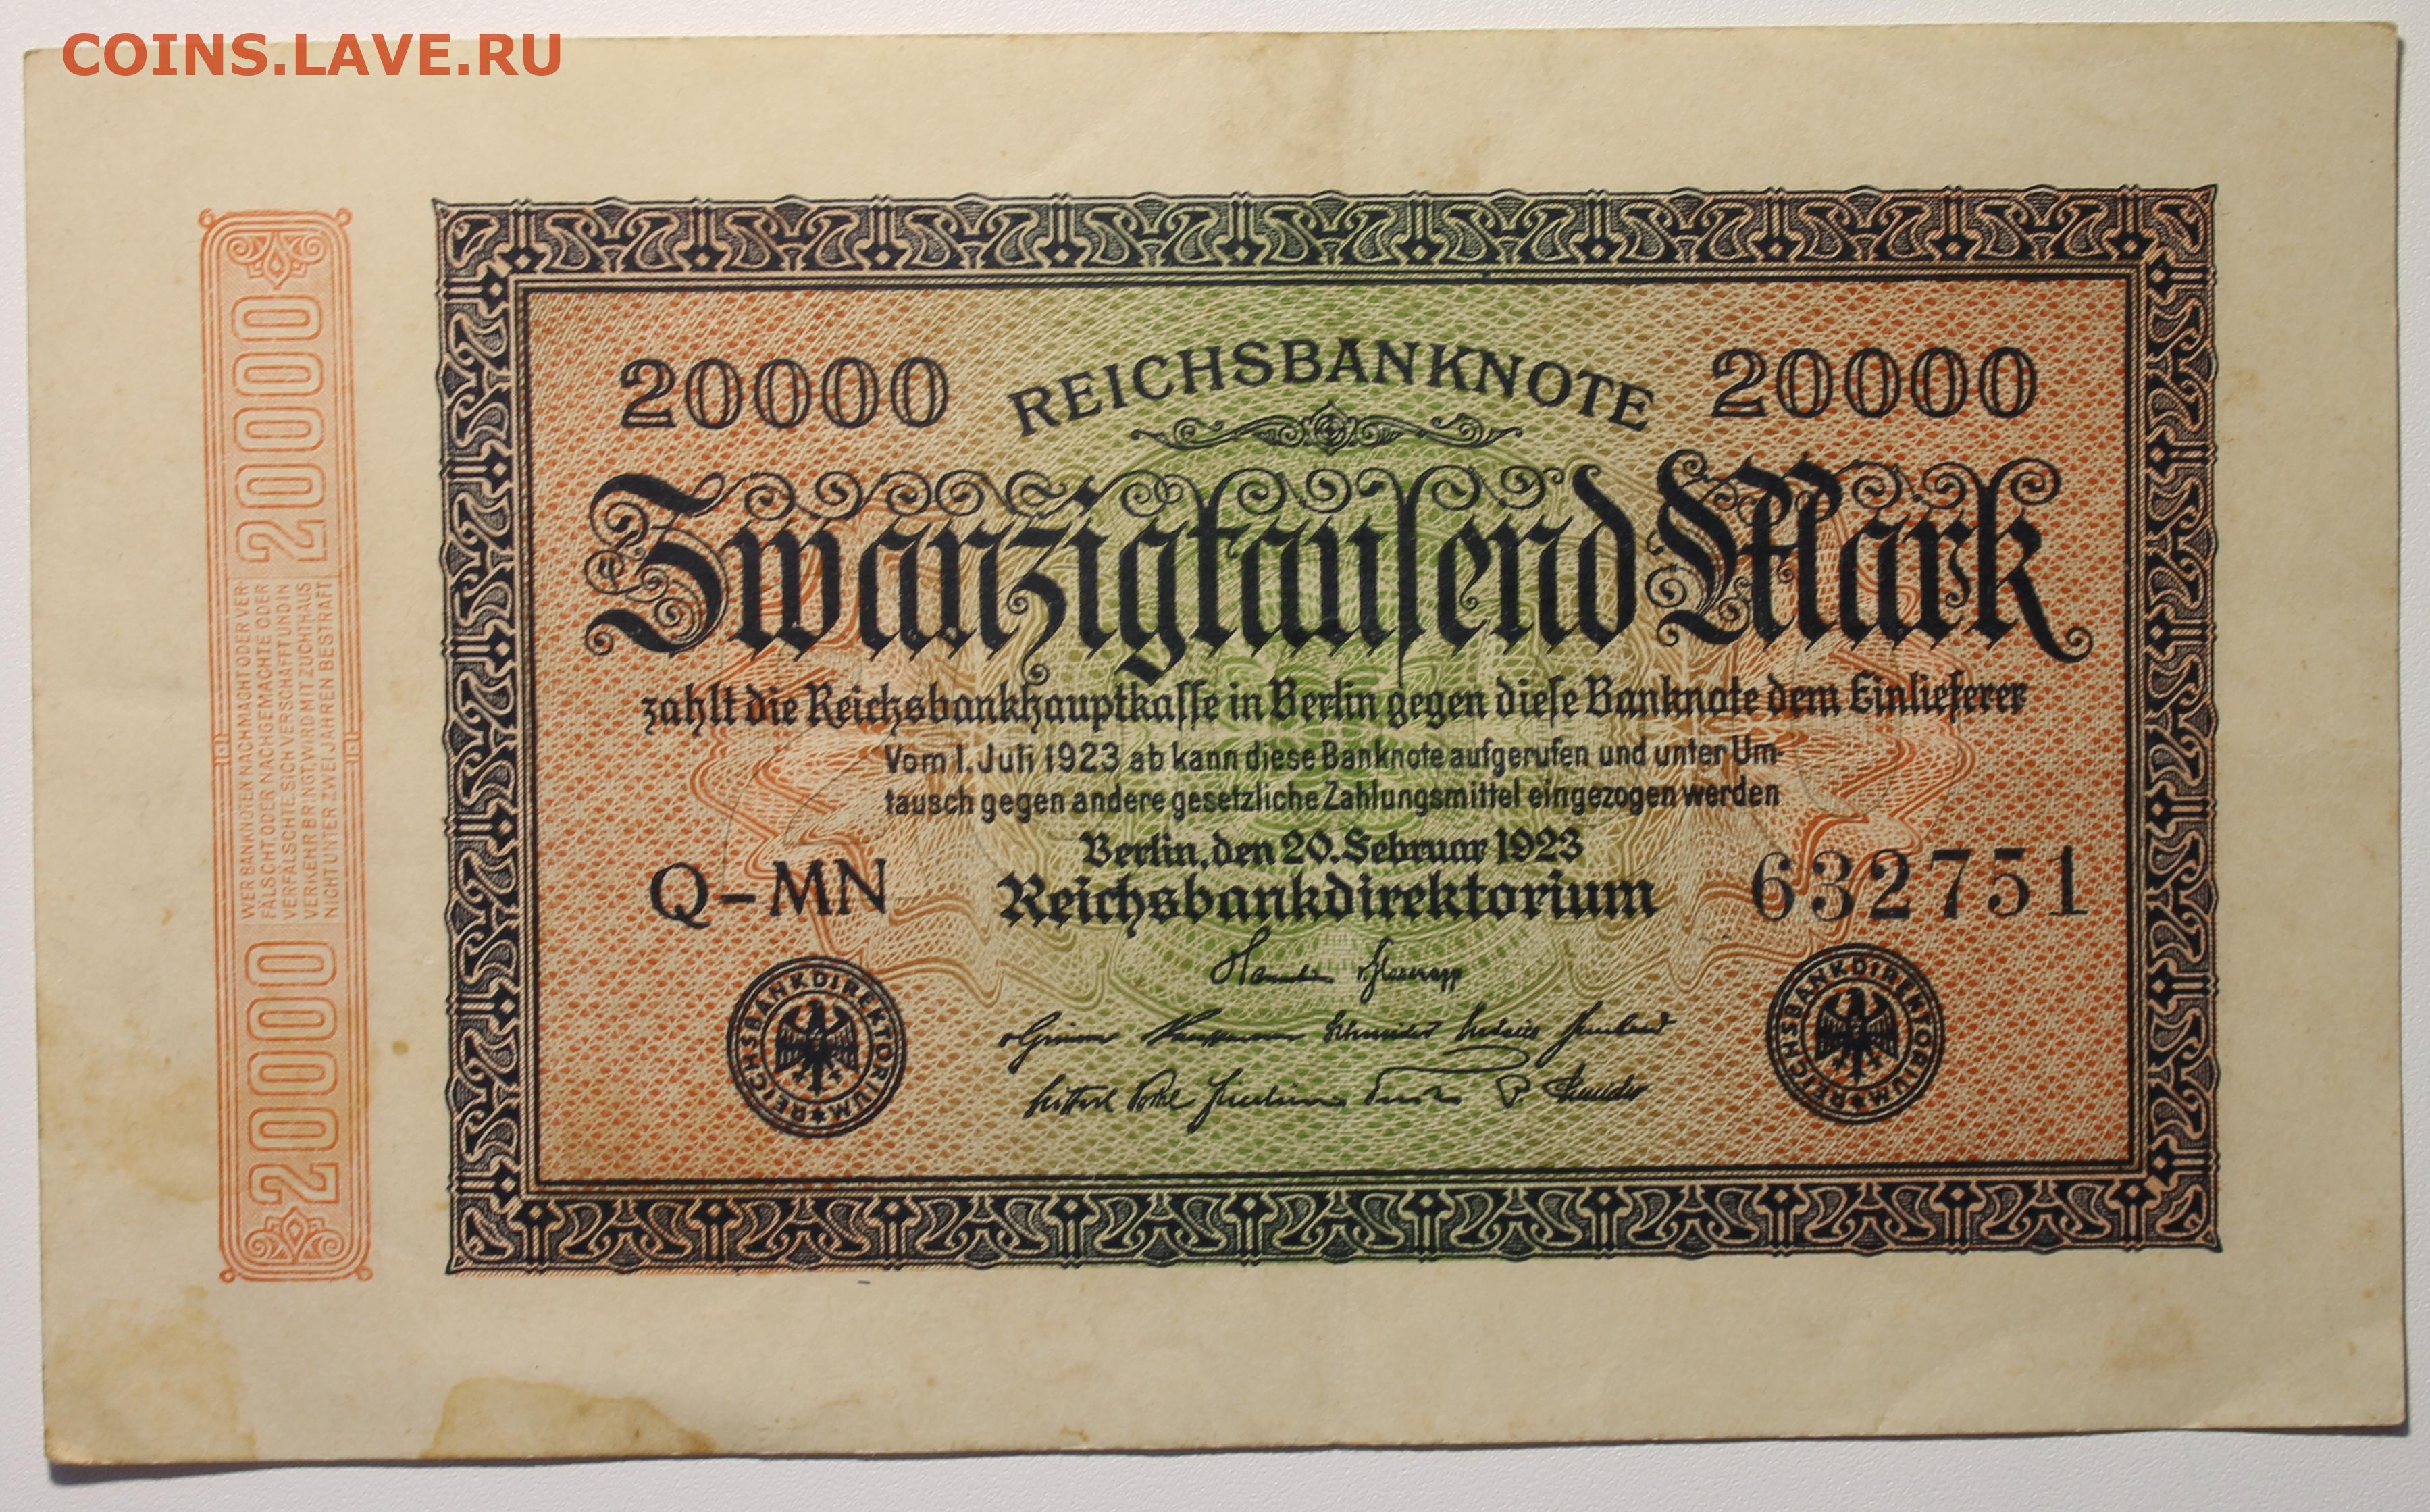 COINS.LAVE.RU
20000
WER BANKNOTEN NACHMACHT ODER VER-
FÄLSCHT ODER NACHGEMACHTE ODER
VERFÄLSCHTE SICH VERSCHAFFT UND IN
VERKEHR BRINGT, WIRD MIT ZUCHTHAUS
NICHT UNTER ZWEI JAHREN BESTRAFT
20000
20000 REICHSBANKNOTE 20000
Zwanzigtausend Mark
zahlt die Reichsbankhauptkasse in Berlin gegen diese Banknote dem Einlieferer
Vom 1. Juli 1923 ab kann diese Banknote aufgerufen und unter Um-
tausch gegen andere gesetzliche Zahlungsmittel eingezogen werden
Berlin, den 20. Februar 1923
Q-MN Reichsbankdirektorium 632751
REICHSBANKDIREKTORIUM
REICHSBANKDIREKTORIUM